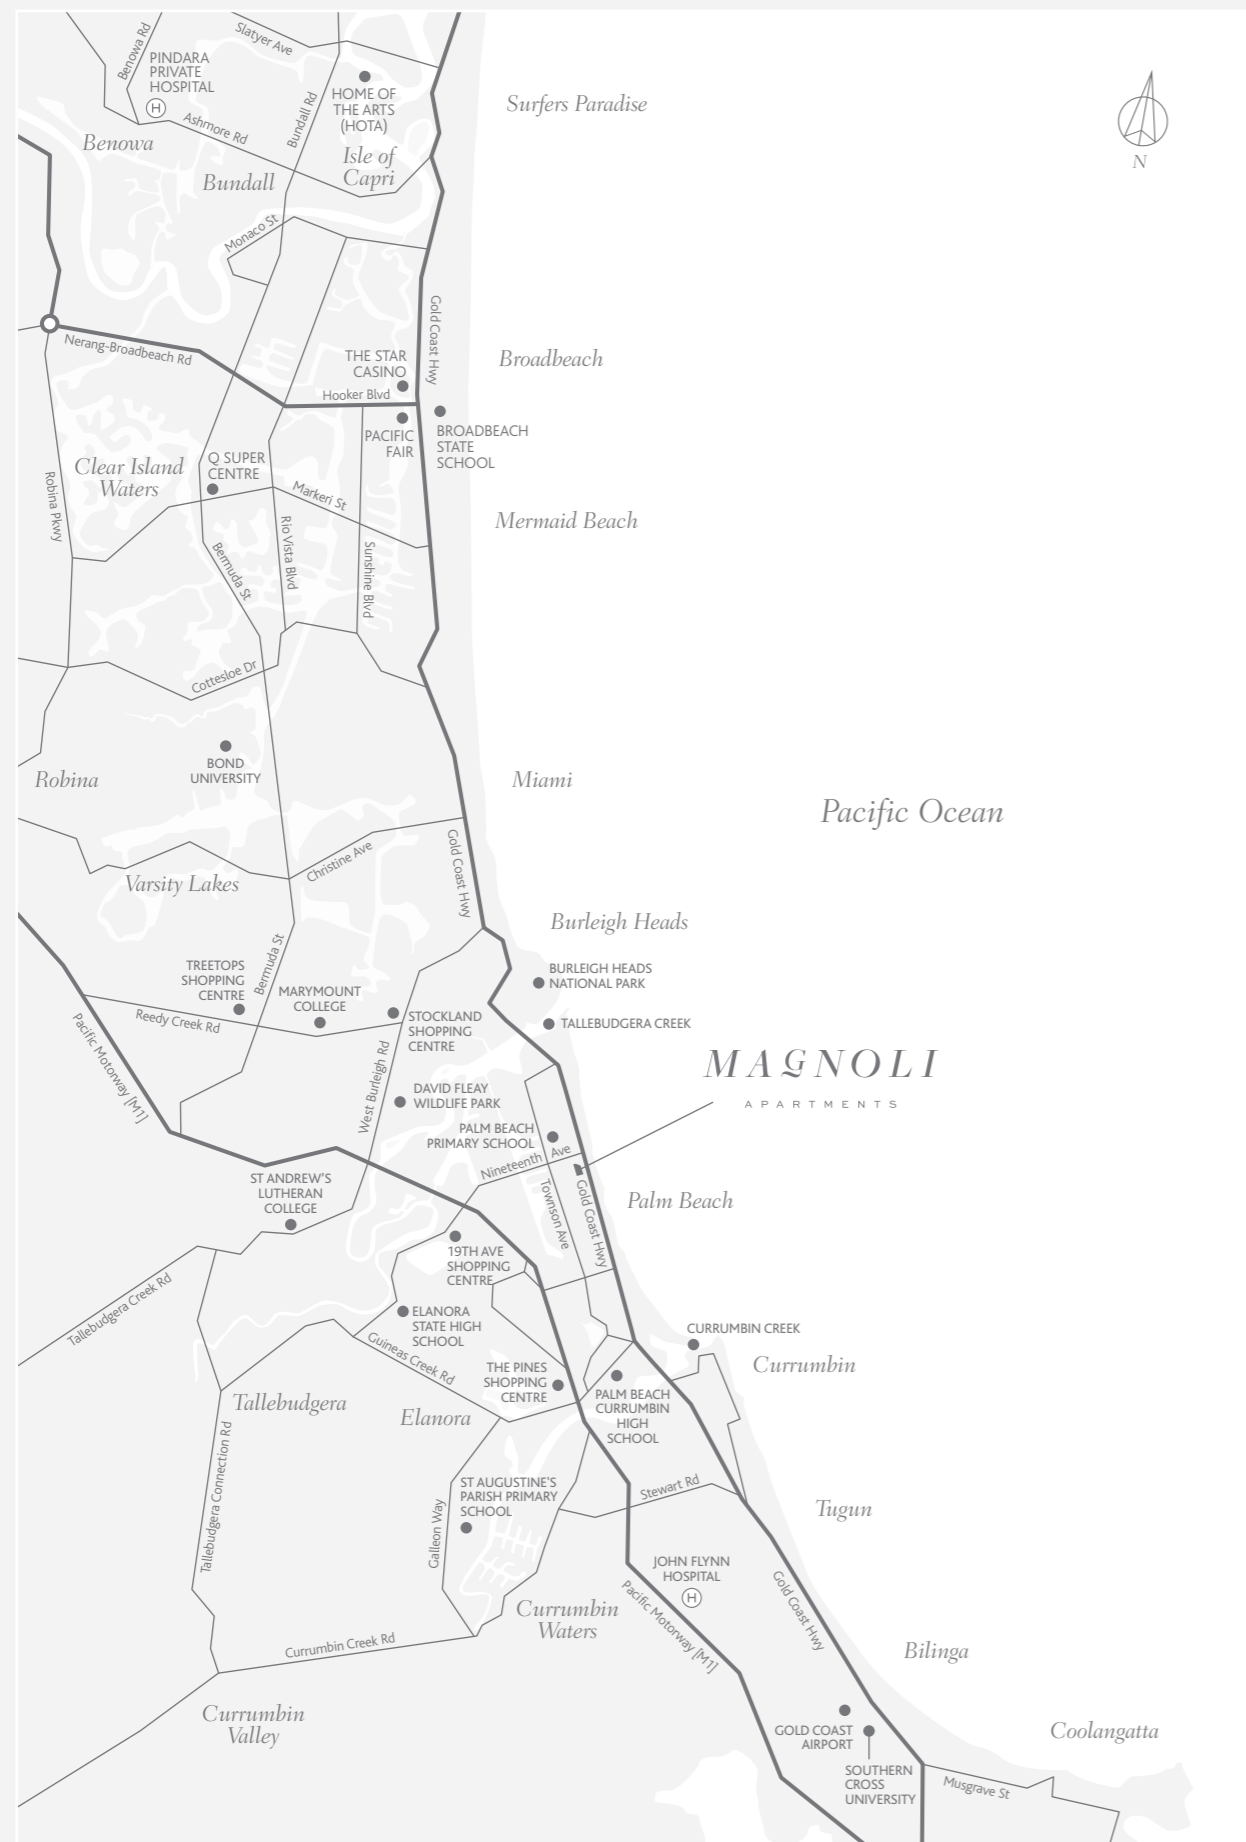 Slatyer Ave
Benowa Rd
PINDARA
PRIVATE
HOSPITAL
H
HOME OF
THE ARTS
(HOTA)
Bundall Rd
Surfers Paradise
N
Ashmore Rd
Benowa
Isle of
Capri
Bundall
Monaco St
Gold Coast Hwy
Nerang-Broadbeach Rd
THE STAR
CASINO
Broadbeach
Hooker Blvd
PACIFIC
FAIR
BROADBEACH
STATE
SCHOOL
Clear Island
Waters
Q SUPER
CENTRE
Robina Pkwy
Markeri St
Mermaid Beach
Rio Vista Blvd
Bermuda St
Sunshine Blvd
Cottesloe Dr
BOND
UNIVERSITY
Robina
Miami
Pacific Ocean
Gold Coast Hwy
Christine Ave
Varsity Lakes
Burleigh Heads
TREETOPS
SHOPPING
CENTRE
Bermuda St
BURLEIGH HEADS
NATIONAL PARK
MARYMOUNT
COLLEGE
Reedy Creek Rd
STOCKLAND
SHOPPING
CENTRE
TALLEBUDGERA CREEK
Pacific Motorway [M1]
West Burleigh Rd
MAGNOLI
APARTMENTS
DAVID FLEAY
WILDLIFE PARK
PALM BEACH
PRIMARY SCHOOL
Nineteenth Ave
ST ANDREW'S
LUTHERAN
COLLEGE
Townson Ave
Gold Coast Hwy
Palm Beach
19TH AVE
SHOPPING
CENTRE
Tallebudgera Creek Rd
ELANORA
STATE HIGH
SCHOOL
CURRUMBIN CREEK
Guineas Creek Rd
Currumbin
THE PINES
SHOPPING
CENTRE
PALM BEACH
CURRUMBIN
HIGH
SCHOOL
Tallebudgera
Elanora
Tallebudgera Connection Rd
ST AUGUSTINE'S
PARISH PRIMARY
SCHOOL
Stewart Rd
Tugun
Galleon Way
JOHN FLYNN
HOSPITAL
H
Gold Coast Hwy
Currumbin
Waters
Pacific Motorway [M1]
Currumbin Creek Rd
Bilinga
Currumbin
Valley
GOLD COAST
AIRPORT
Coolangatta
SOUTHERN
CROSS
UNIVERSITY
Musgrave St